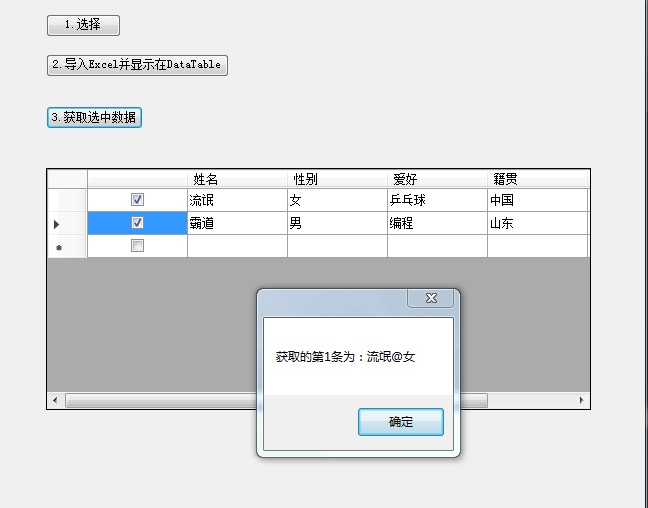 1.选择
2.导入Excel并显示在DataTable
3.获取选中数据
姓名 性别 爱好 籍贯
流氓 女 乒乓球 中国
霸道 男 编程 山东
获取的第1条为：流氓@女
确定